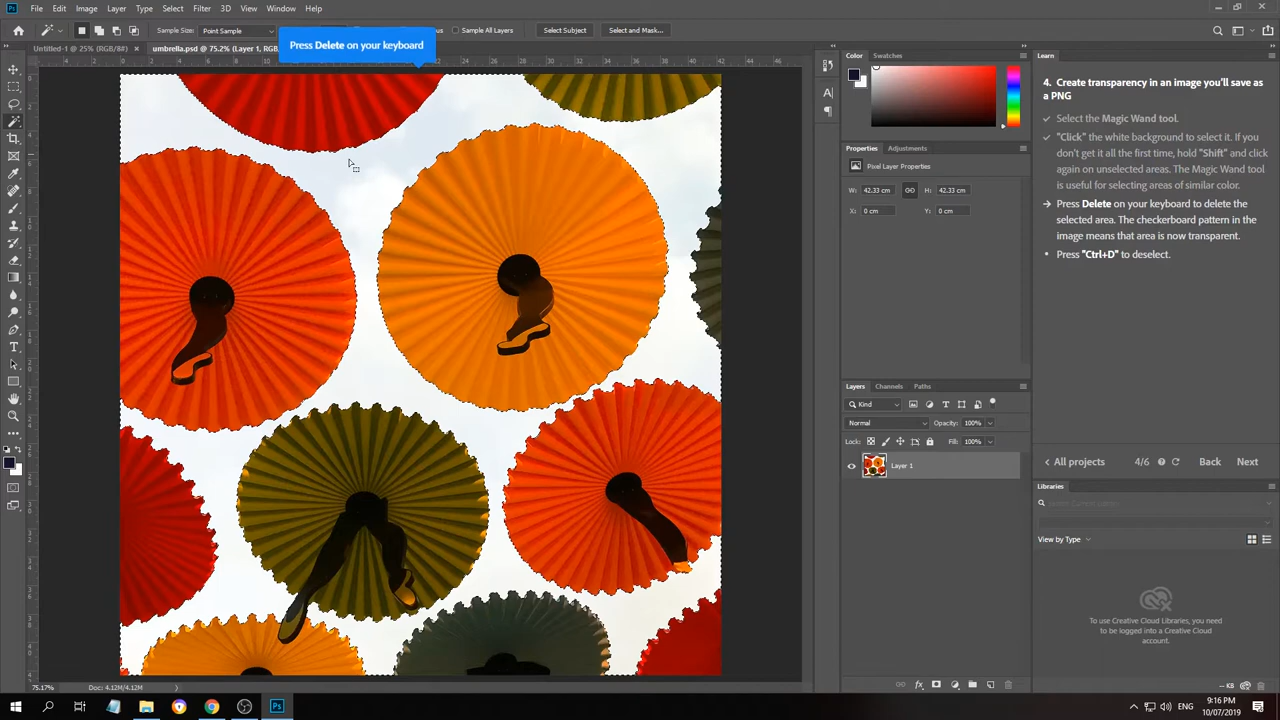 Ps File Edit Image Layer Type Select Filter 3D View Window Help
Sample Size: Point Sample
Sample All Layers Select Subject Select and Mask...
Press Delete on your keyboard
Untitled-1 @ 25% (RGB/8#) × umbrella.psd @ 75.2% (Layer 1, RGB
Color Swatches
Learn
4. Create transparency in an image you'll save as
a PNG
Select the Magic Wand tool.
"Click" the white background to select it. If you
don't get it all the first time, hold "Shift" and click
again on unselected areas. The Magic Wand tool
is useful for selecting areas of similar color.
Press Delete on your keyboard to delete the
selected area. The checkerboard pattern in the
image means that area is now transparent.
Press "Ctrl+D" to deselect.
Properties Adjustments
Pixel Layer Properties
W: 42.33 cm H: 42.33 cm
X: 0 cm Y: 0 cm
Layers Channels Paths
Kind
Normal Opacity: 100%
Lock: Fill: 100%
Layer 1
All projects 4/6 Back Next
Libraries
View by Type
To use Creative Cloud Libraries, you need
to be logged into a Creative Cloud
account.
-- KB
75.17% Doc: 4.12M/4.12M
Ps
ENG
9:16 PM
10/07/2019